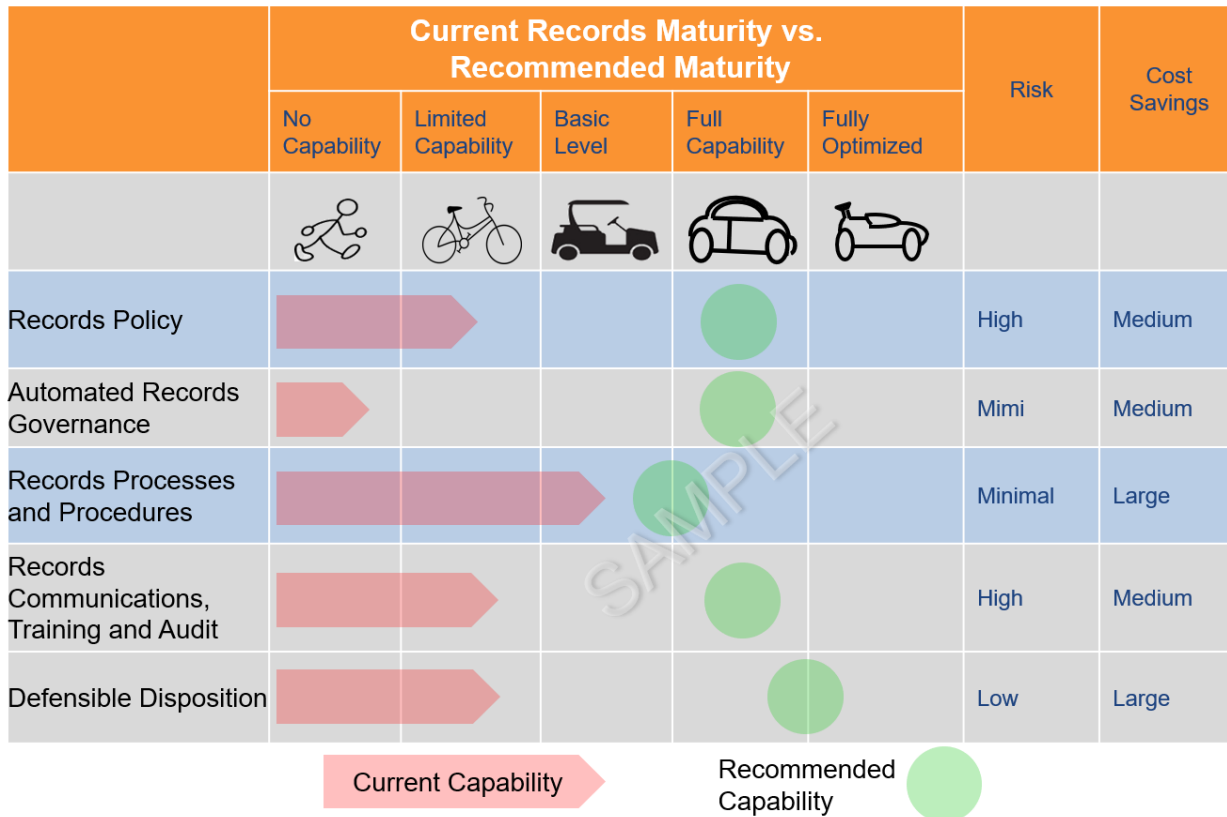 Current Records Maturity vs.
Recommended Maturity
Risk
Cost
Savings
No
Capability
Limited
Capability
Basic
Level
Full
Capability
Fully
Optimized
Records Policy
High
Medium
Automated Records
Governance
Mimi
Medium
Records Processes
and Procedures
Minimal
Large
Records
Communications,
Training and Audit
High
Medium
Defensible Disposition
Low
Large
SAMPLE
Current Capability
Recommended
Capability